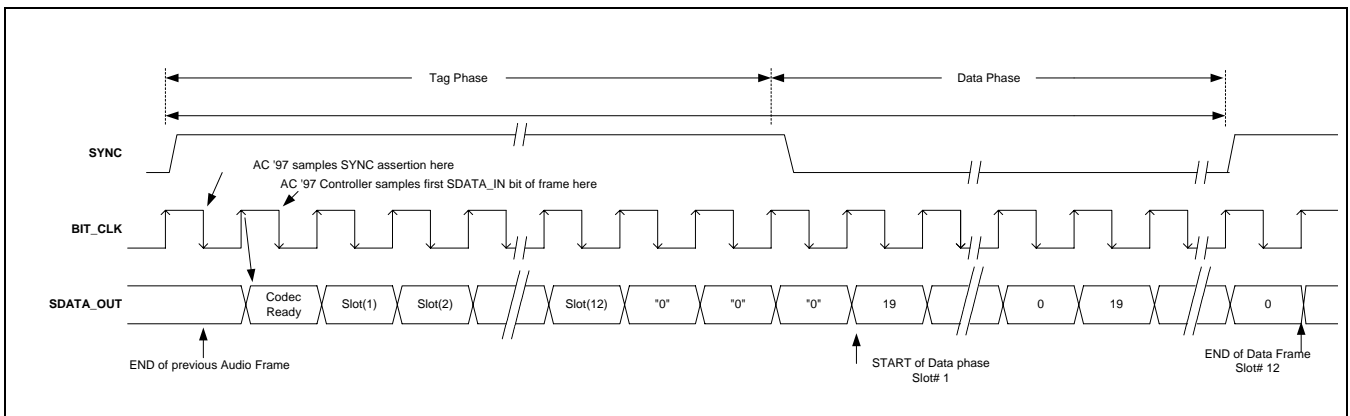 Tag Phase
Data Phase
SYNC
AC '97 samples SYNC assertion here
AC '97 Controller samples first SDATA_IN bit of frame here
BIT_CLK
SDATA_OUT
Codec
Ready
Slot(1)
Slot(2)
Slot(12)
"0"
"0"
"0"
19
0
19
0
END of previous Audio Frame
START of Data phase
Slot# 1
END of Data Frame
Slot# 12